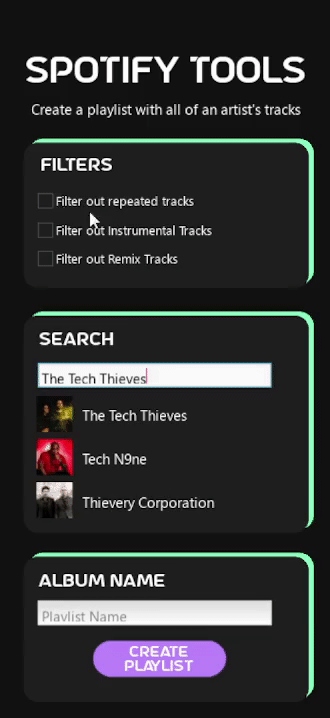 SPOTIFY TOOLS
Create a playlist with all of an artist's tracks
FILTERS
Filter out repeated tracks
Filter out Instrumental Tracks
Filter out Remix Tracks
SEARCH
The Tech Thieves
The Tech Thieves
Tech N9ne
Thievery Corporation
ALBUM NAME
Playlist Name
CREATE
PLAYLIST